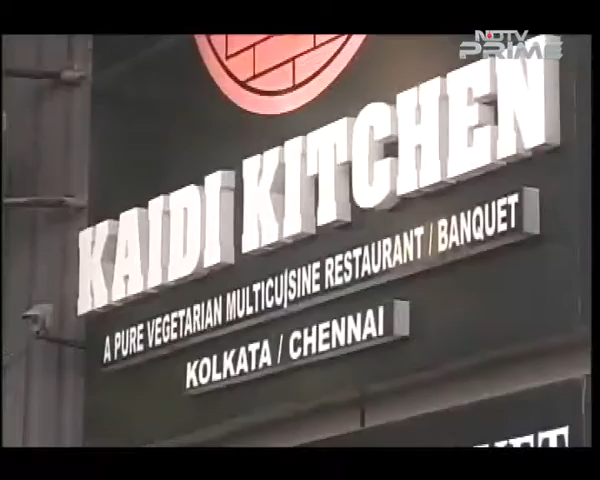 NDTV
PRIME
KAIDI KITCHEN
A PURE VEGETARIAN MULTICUISINE RESTAURANT / BANQUET
KOLKATA / CHENNAI